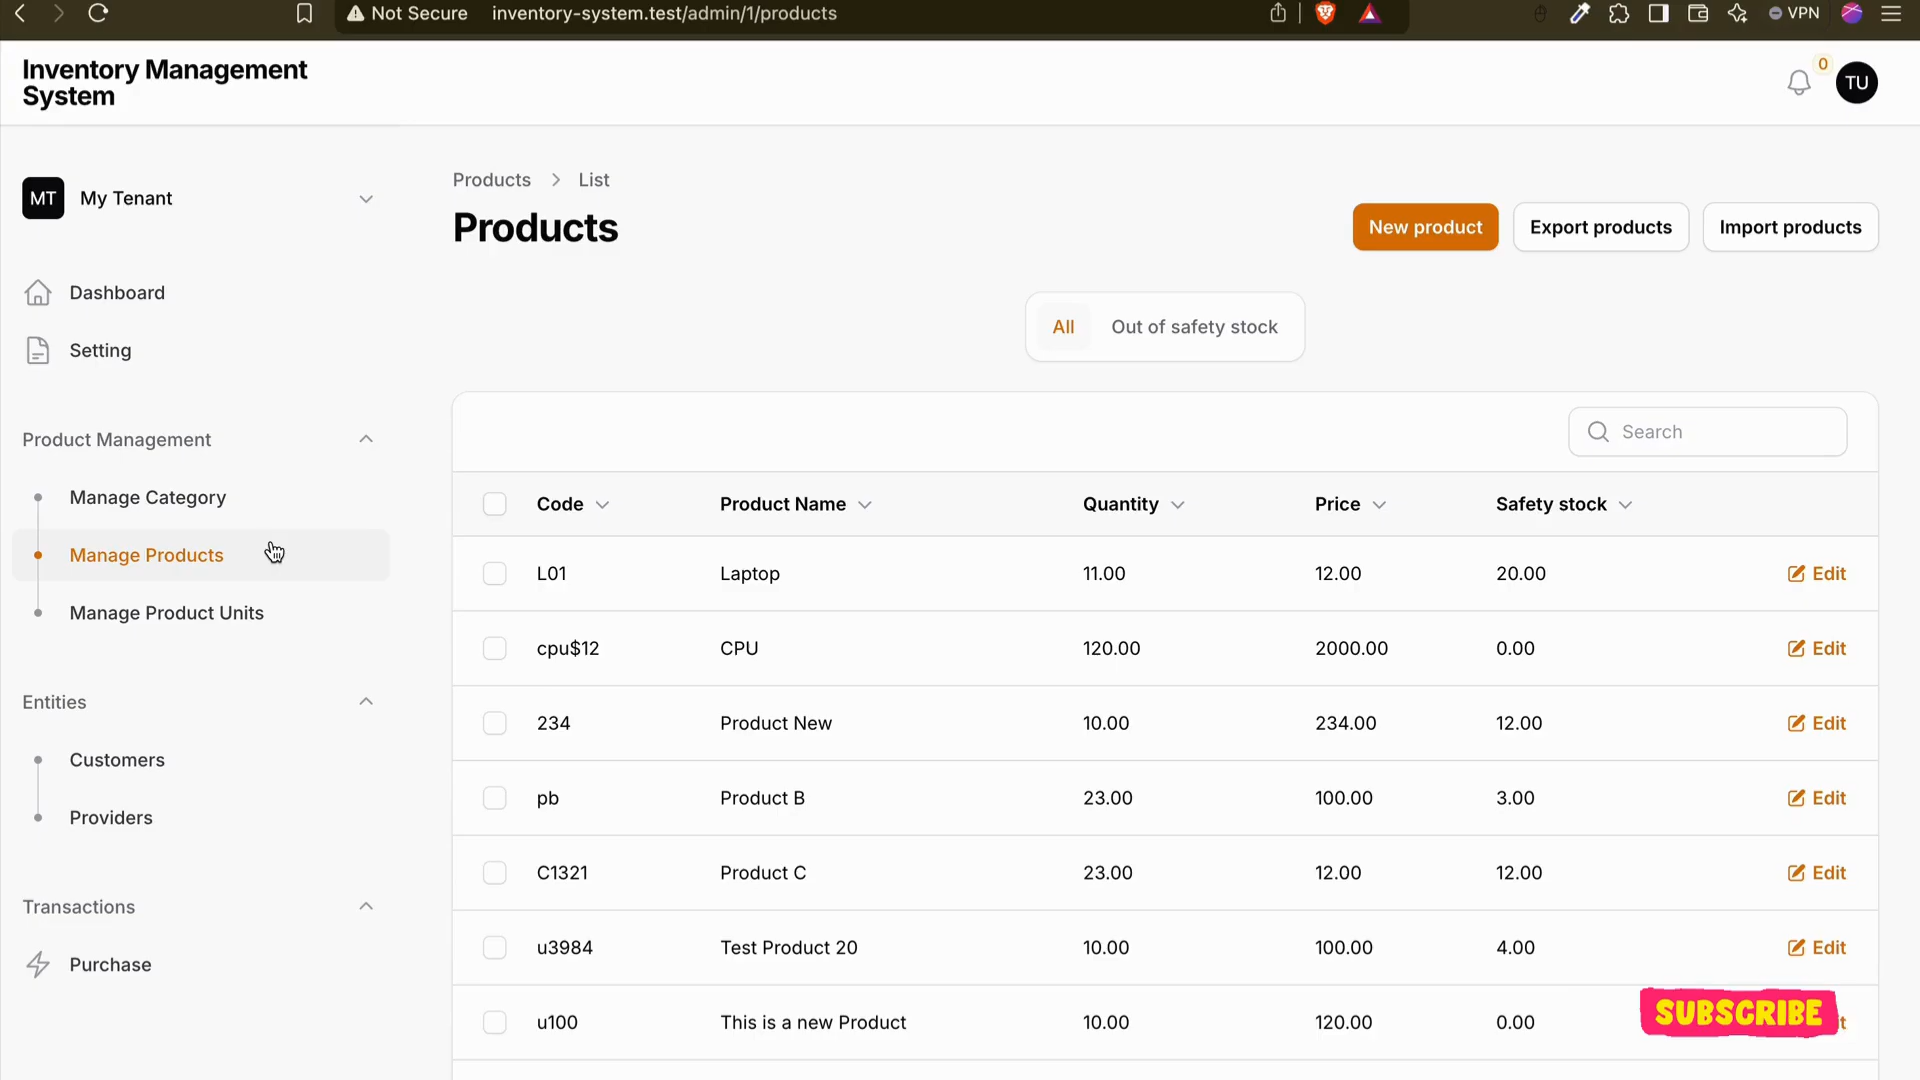 Not Secure inventory-system.test/admin/1/products
VPN
Inventory Management
System
0
TU
MT My Tenant
Dashboard
Setting
Product Management
Manage Category
Manage Products
Manage Product Units
Entities
Customers
Providers
Transactions
Purchase
Products > List
Products
New product Export products Import products
All Out of safety stock
Search
Code Product Name Quantity Price Safety stock
L01 Laptop 11.00 12.00 20.00 Edit
cpu$12 CPU 120.00 2000.00 0.00 Edit
234 Product New 10.00 234.00 12.00 Edit
pb Product B 23.00 100.00 3.00 Edit
C1321 Product C 23.00 12.00 12.00 Edit
u3984 Test Product 20 10.00 100.00 4.00 Edit
u100 This is a new Product 10.00 120.00 0.00
SUBSCRIBE